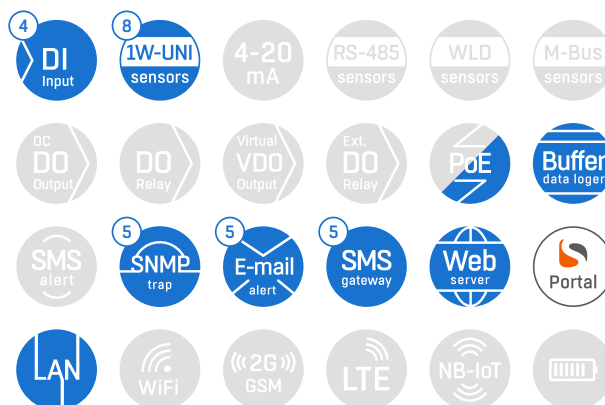 4
DI
Input
8
1W-UNI
sensors
4-20
mA
RS-485
sensors
WLD
sensors
M-Bus
sensors
OC
DO
Output
DO
Relay
Virtual
VDO
Output
Ext.
DO
Relay
PoE
Buffer
data loger
SMS
alert
5
SNMP
trap
5
E-mail
alert
5
SMS
gateway
Web
server
Portal
LAN
WiFi
2G
GSM
LTE
NB-IoT